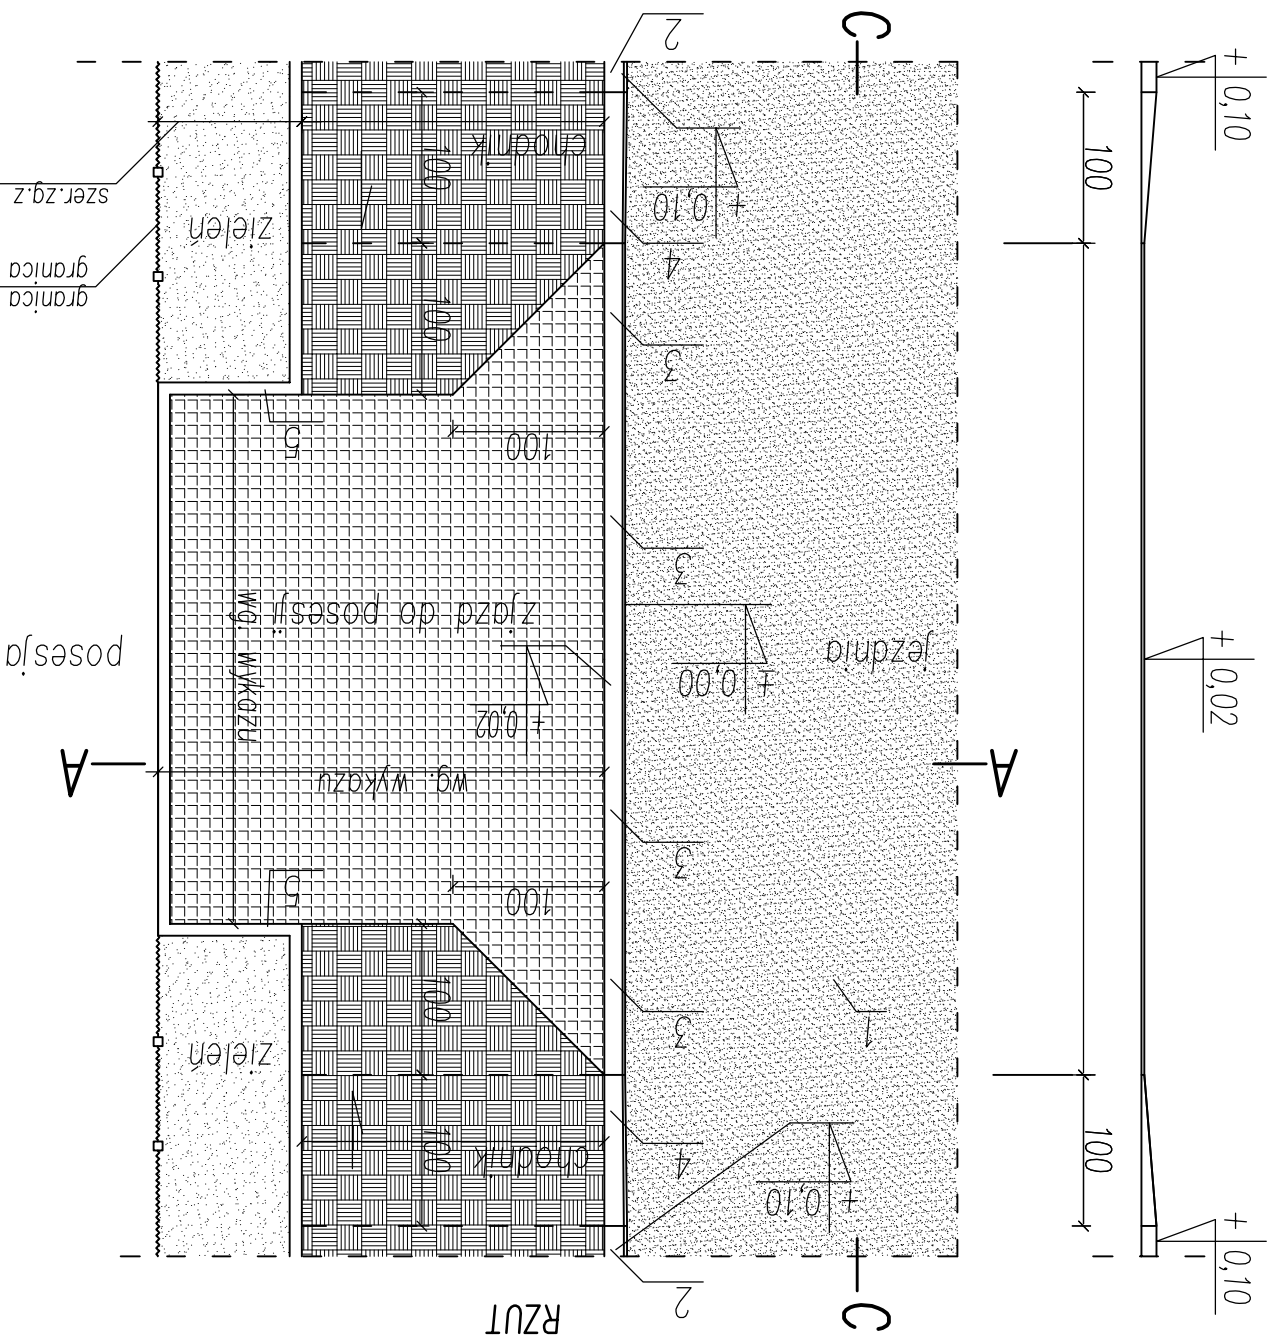 RZUT
C
2
+ 0,10
chodnik
100
4
+ 0,10
100
1
3
zieleń
100
5
100
3
A
wg. wykazu
A
+ 0,02
+ 0,02
+ 0,00
zjazd do posesji
wg. wykazu
jezdnia
posesja
3
5
100
3
100
4
zieleń
granica
granica
szer.zg.z
+ 0,10
chodnik
100
100
2
C
+ 0,10